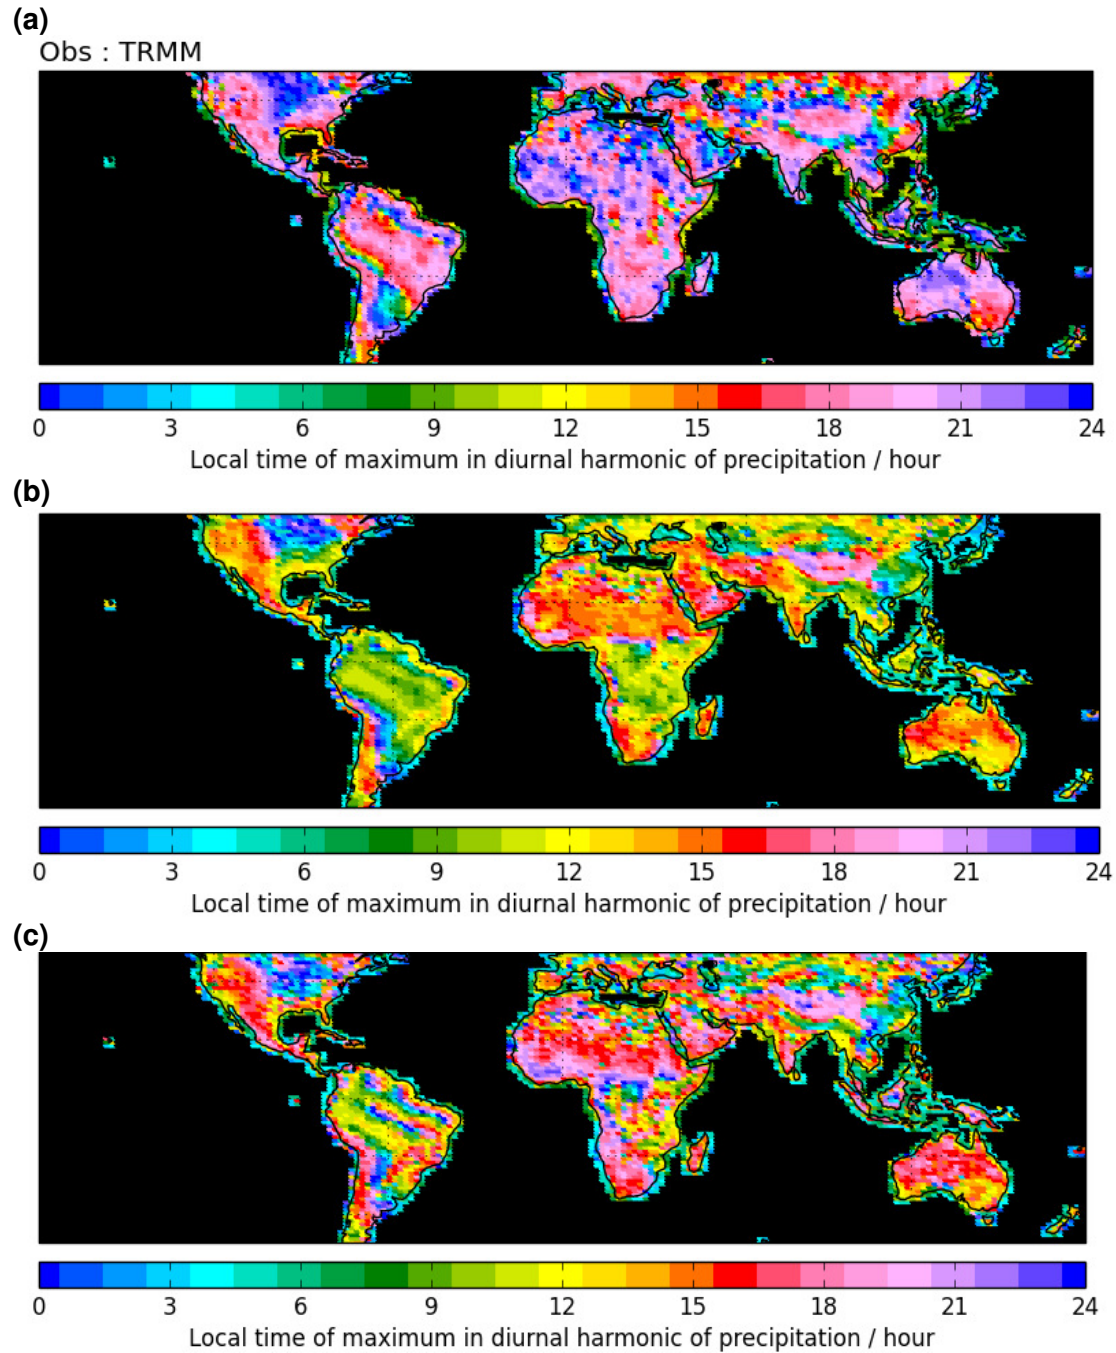 (a)
Obs : TRMM
0 3 6 9 12 15 18 21 24
Local time of maximum in diurnal harmonic of precipitation / hour
(b)
0 3 6 9 12 15 18 21 24
Local time of maximum in diurnal harmonic of precipitation / hour
(c)
0 3 6 9 12 15 18 21 24
Local time of maximum in diurnal harmonic of precipitation / hour